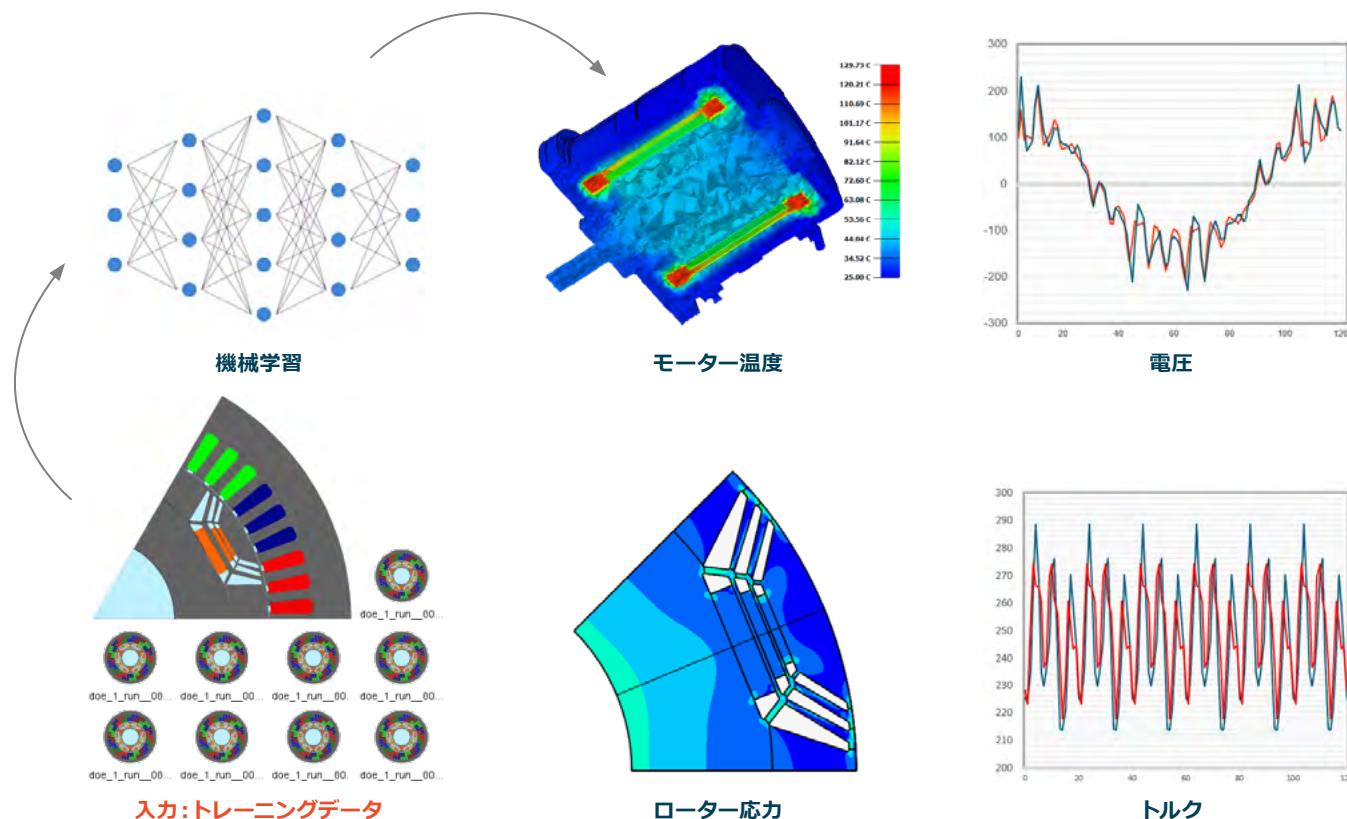 129.73 C
120.21 C
110.69 C
101.17 C
91.64 C
82.12 C
72.60 C
63.08 C
53.56 C
44.04 C
34.52 C
25.00 C
300
200
100
0
-100
-200
-300
0 20 40 60 80 100 120
機械学習
モーター温度
電圧
doe_1_run__00...
doe_1_run__00... doe_1_run__00... doe_1_run__00. doe_1_run__00...
doe_1_run__00... doe_1_run__00... doe_1_run__00. doe_1_run__00...
300
290
280
270
260
250
240
230
220
210
200
0 20 40 60 80 100 120
入力:トレーニングデータ
ローター応力
トルク